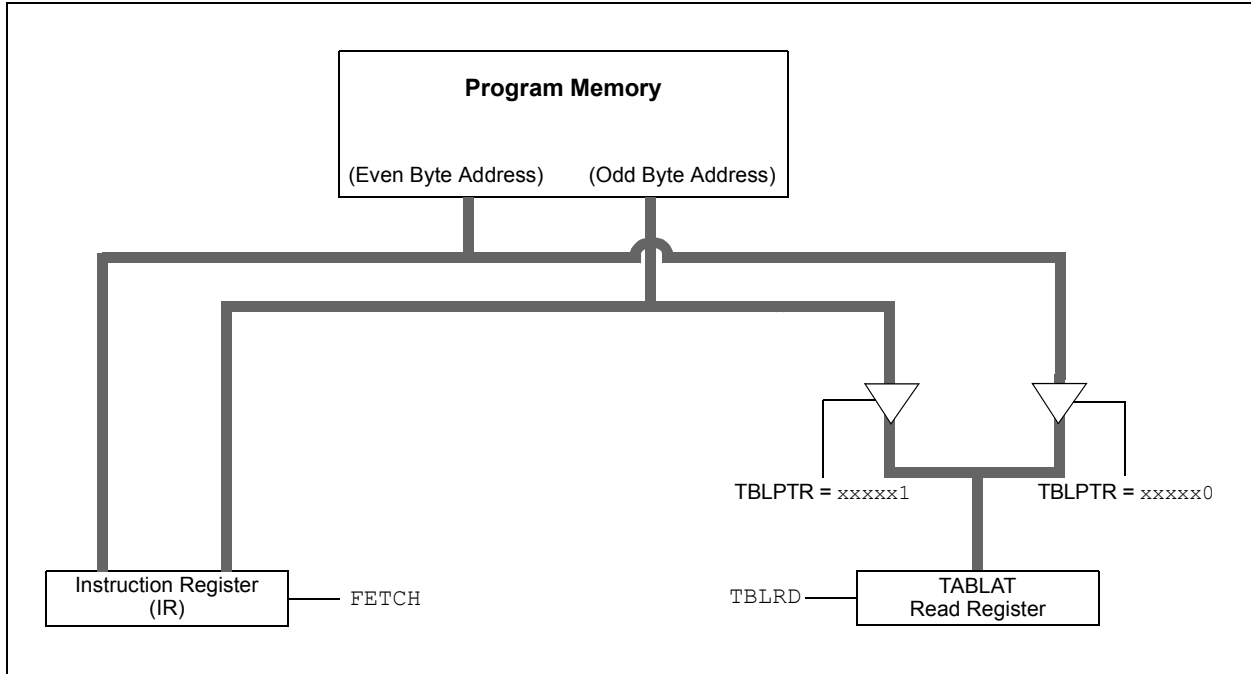 Program Memory
(Even Byte Address) (Odd Byte Address)
TBLPTR = xxxxx1
TBLPTR = xxxxx0
Instruction Register
(IR)
FETCH
TBLRD
TABLAT
Read Register